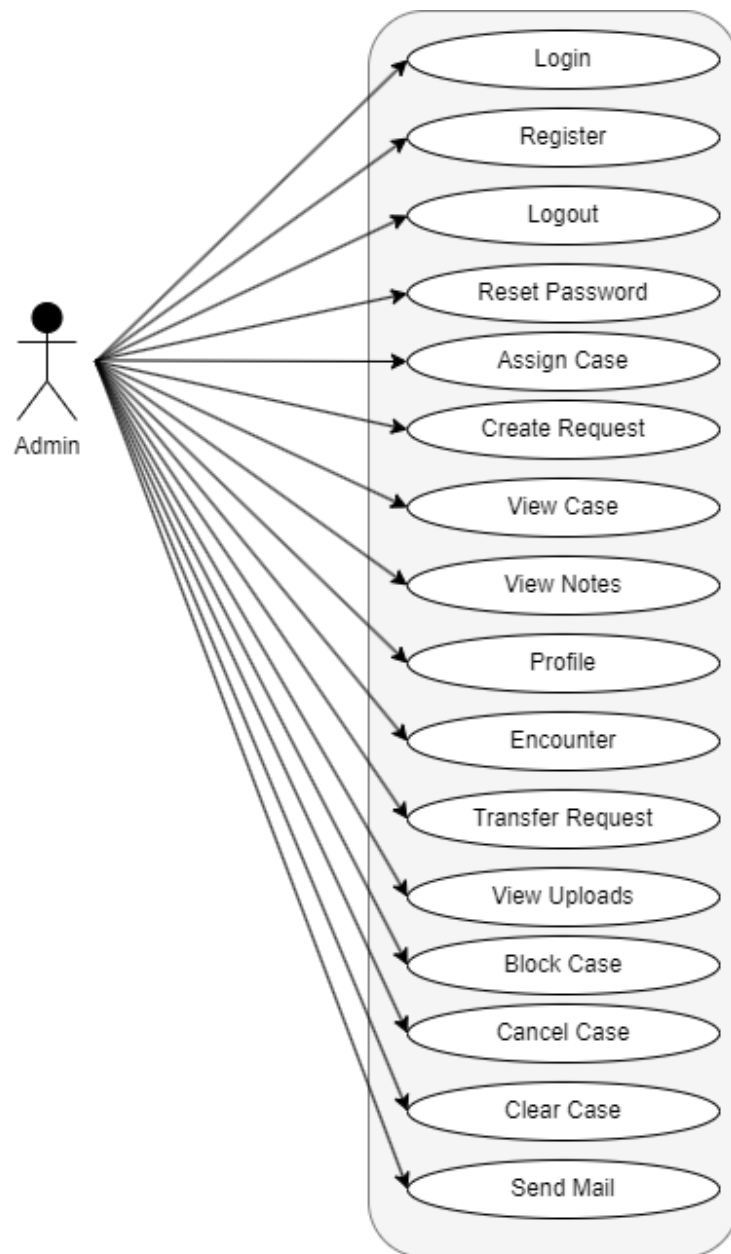 Login
Register
Logout
Reset Password
Assign Case
Admin
Create Request
View Case
View Notes
Profile
Encounter
Transfer Request
View Uploads
Block Case
Cancel Case
Clear Case
Send Mail